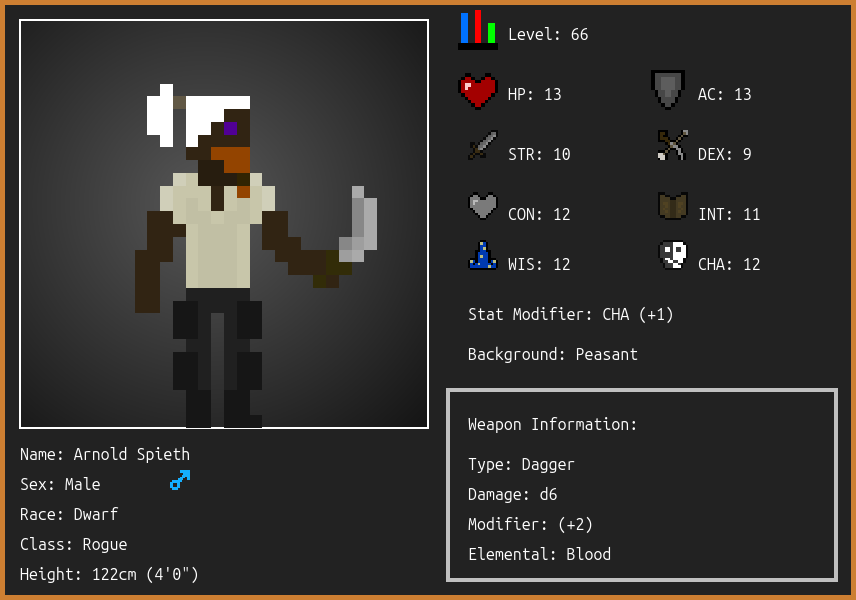 Level: 66
HP: 13
AC: 13
STR: 10
DEX: 9
CON: 12
INT: 11
WIS: 12
CHA: 12
Stat Modifier: CHA (+1)
Background: Peasant
Weapon Information:
Type: Dagger
Damage: d6
Modifier: (+2)
Elemental: Blood
Name: Arnold Spieth
Sex: Male
Race: Dwarf
Class: Rogue
Height: 122cm (4'0")